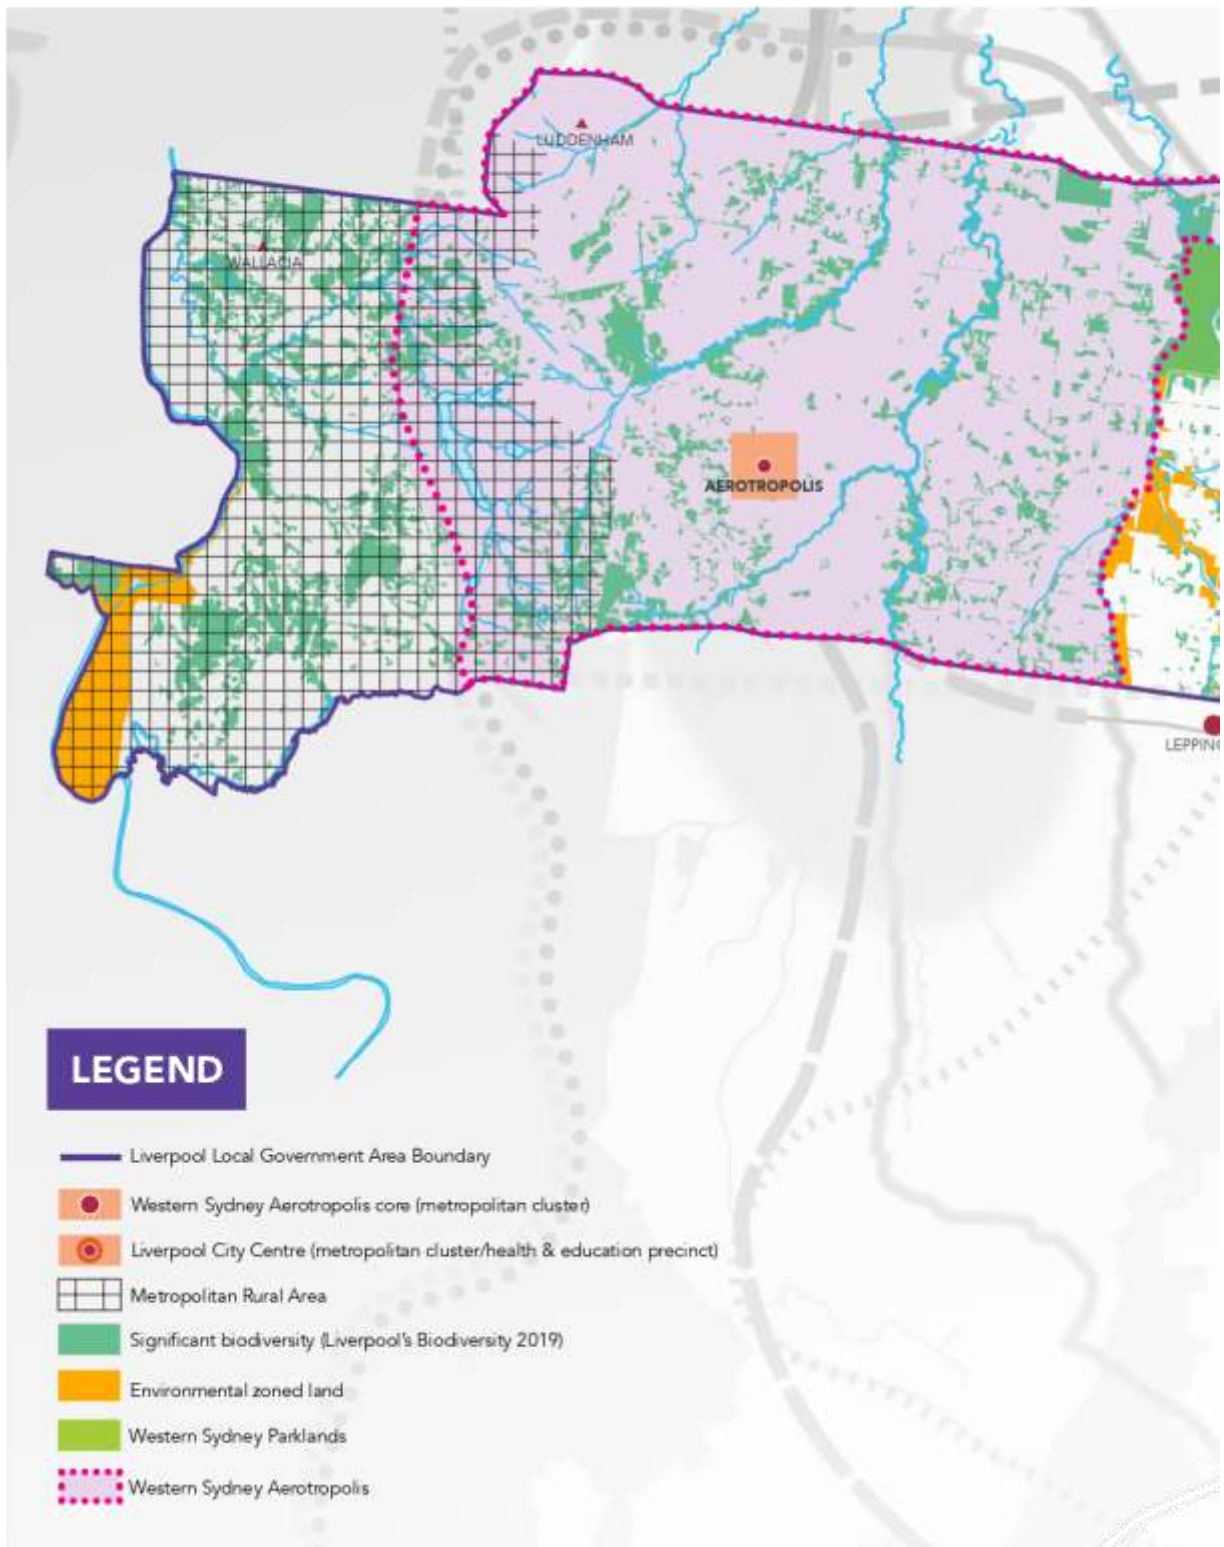 LUDDENHAM
WALLACIA
AEROTROPOLIS
LEPPING
LEGEND
Liverpool Local Government Area Boundary
Western Sydney Aerotropolis core (metropolitan cluster)
Liverpool City Centre (metropolitan cluster/health & education precinct)
Metropolitan Rural Area
Significant biodiversity (Liverpool's Biodiversity 2019)
Environmental zoned land
Western Sydney Parklands
Western Sydney Aerotropolis